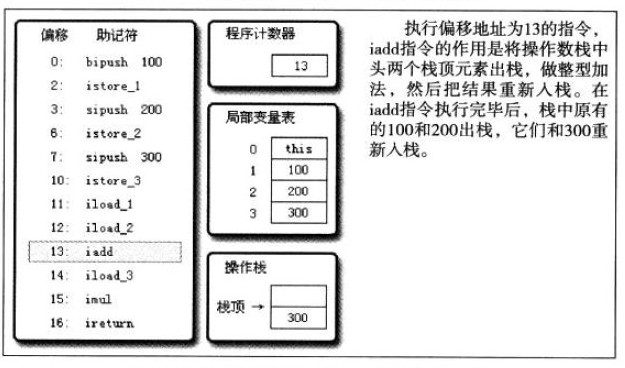 偏移 助记符
0: bipush 100
2: istore_1
3: sipush 200
6: istore_2
7: sipush 300
10: istore_3
11: iload_1
12: iload_2
13: iadd
14: iload_3
15: imul
16: ireturn
程序计数器
13
局部变量表
0 this
1 100
2 200
3 300
操作栈
栈顶 →
300
执行偏移地址为13的指令，
iadd指令的作用是将操作数栈中
头两个栈顶元素出栈，做整型加
法，然后把结果重新入栈。在
iadd指令执行完毕后，栈中原有
的100和200出栈，它们和300重
新入栈。